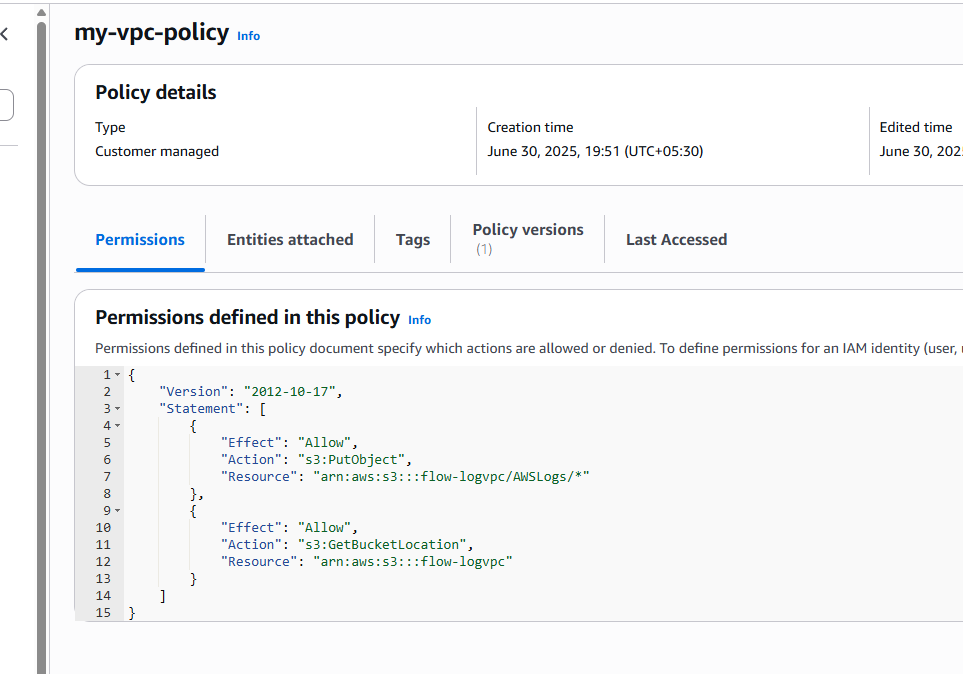 my-vpc-policy Info
Policy details
Type
Customer managed
Creation time
June 30, 2025, 19:51 (UTC+05:30)
Edited time
June 30, 202
Permissions
Entities attached
Tags
Policy versions
(1)
Last Accessed
Permissions defined in this policy Info
Permissions defined in this policy document specify which actions are allowed or denied. To define permissions for an IAM identity (user,
1 {
2 "Version": "2012-10-17",
3 "Statement": [
4 {
5 "Effect": "Allow",
6 "Action": "s3:PutObject",
7 "Resource": "arn:aws:s3:::flow-logvpc/AWSLogs/*"
8 },
9 {
10 "Effect": "Allow",
11 "Action": "s3:GetBucketLocation",
12 "Resource": "arn:aws:s3:::flow-logvpc"
13 }
14 ]
15 }